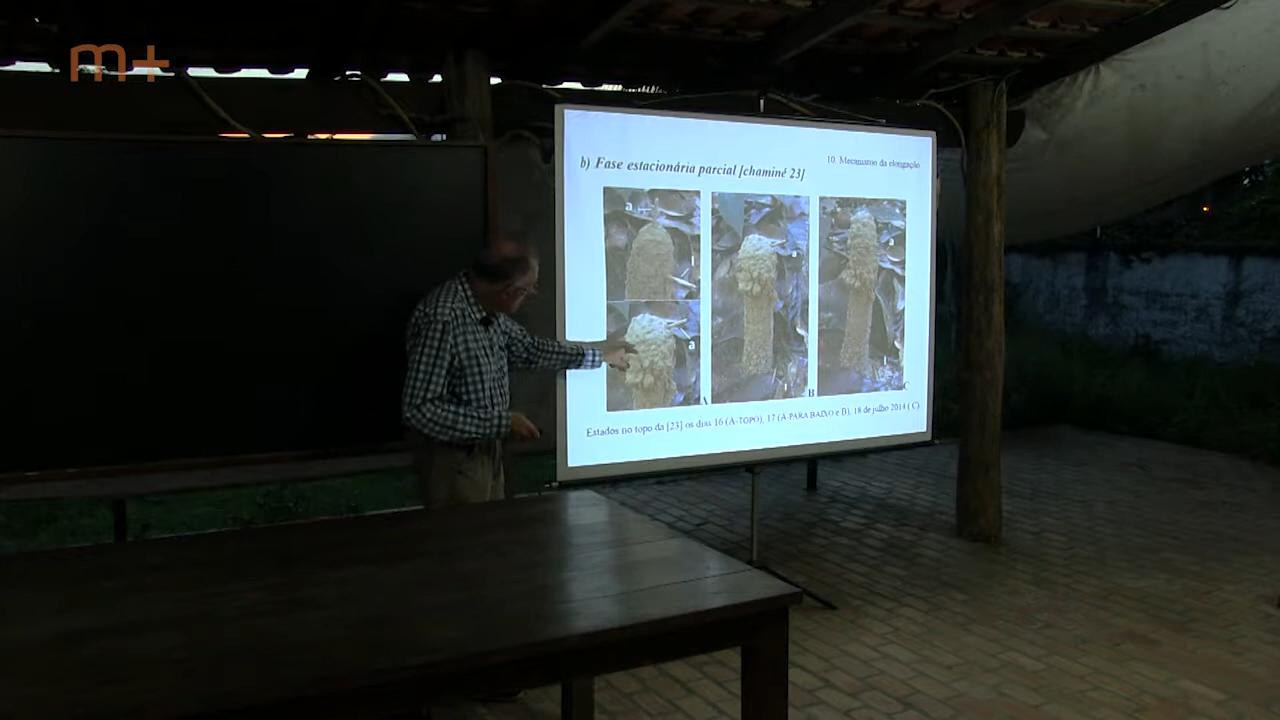 m+
10. Mecanismo da elongação
b) Fase estacionária parcial [chaminé 23]
a
a
a
a
A
B
C
Estados no topo da [23] os dias 16 (A-TOPO), 17 (A-PARA BAIXO e B), 18 de julho 2014 ( C)